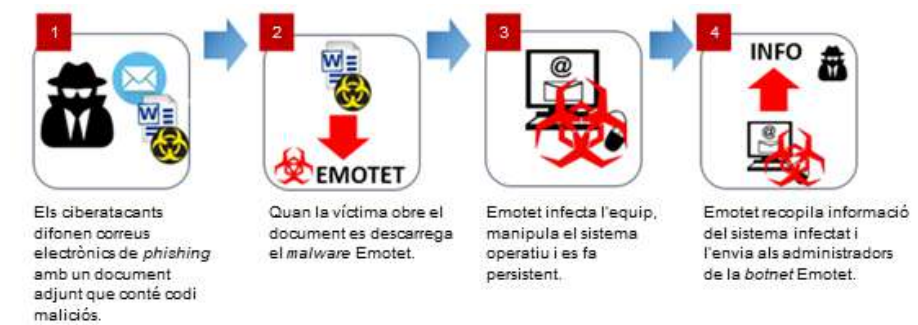 1
2
3
4
W
W
EMOTET
@
INFO
@
Els ciberatacants
difonen correus
electrònics de phishing
amb un document
adjunt que conté codi
maliciós.
Quan la víctima obre el
document es descarrega
el malware Emotet.
Emotet infecta l'equip,
manipula el sistema
operatiu i es fa
persistent.
Emotet recopila informació
del sistema infectat i
l'envia als administradors
de la botnet Emotet.